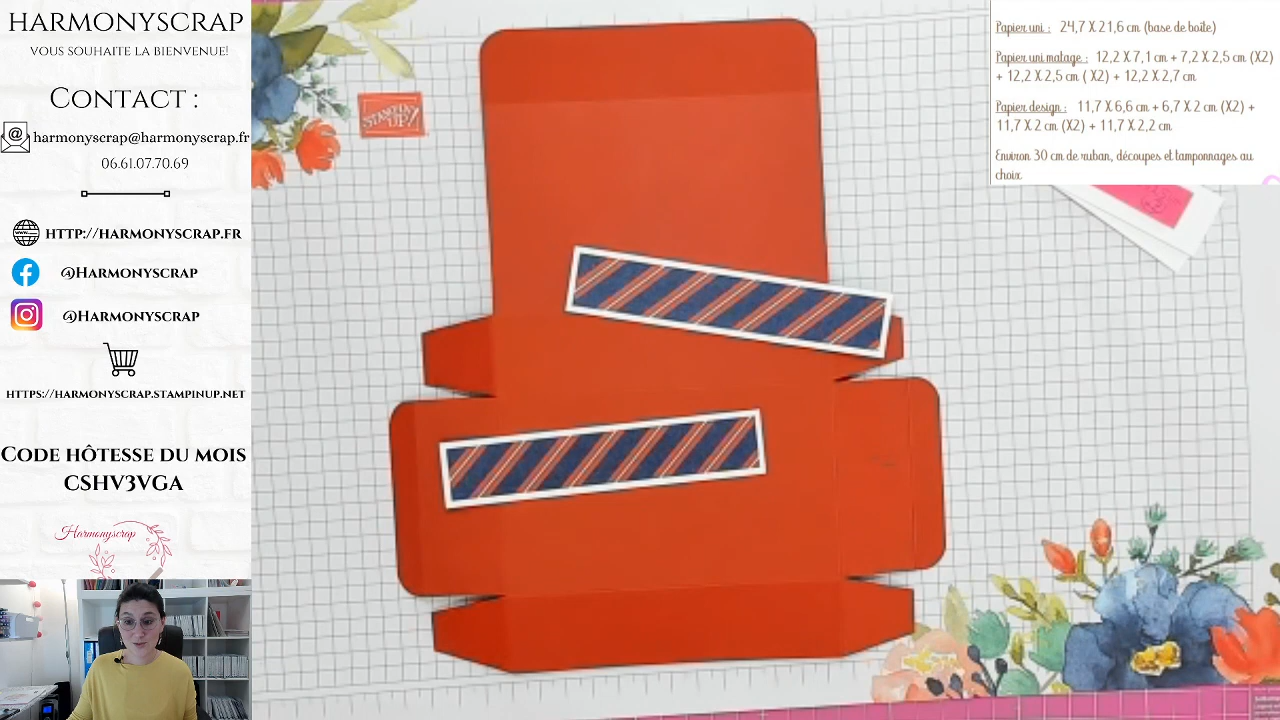 HARMONYSCRAP
VOUS SOUHAITE LA BIENVENUE!
CONTACT :
harmonyscrap@harmonyscrap.fr
06.61.07.70.69
HTTP://HARMONYSCRAP.FR
@HARMONYSCRAP
@HARMONYSCRAP
HTTPS://HARMONYSCRAP.STAMPINUP.NET
CODE HÔTESSE DU MOIS
CSHV3VGA
Harmonyscrap
STAMPIN' UP!
Papier uni : 24,7 X 21,6 cm (base de boîte)
Papier uni matage : 12,2 X 7,1 cm + 7,2 X 2,5 cm (X2)
+ 12,2 X 2,5 cm ( X2) + 12,2 X 2,7 cm
Papier design : 11,7 X 6,6 cm + 6,7 X 2 cm (X2) +
11,7 X 2 cm (X2) + 11,7 X 2,2 cm
Environ 30 cm de ruban, découpes et tamponnages au
choix